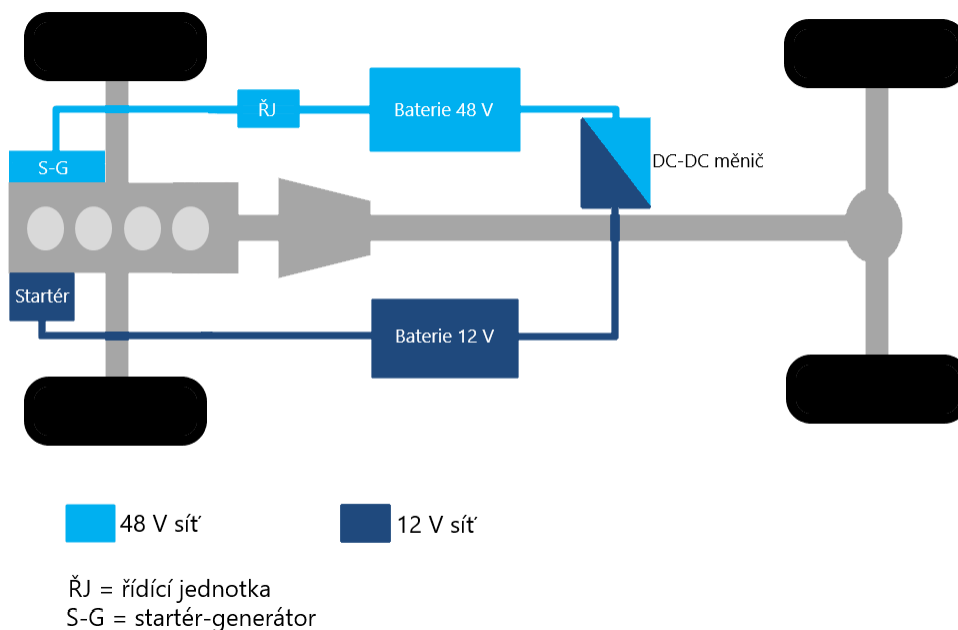 ŘJ
Baterie 48 V
S-G
DC-DC měnič
Startér
Baterie 12 V
48 V síť
12 V síť
ŘJ = řídící jednotka
S-G = startér-generátor